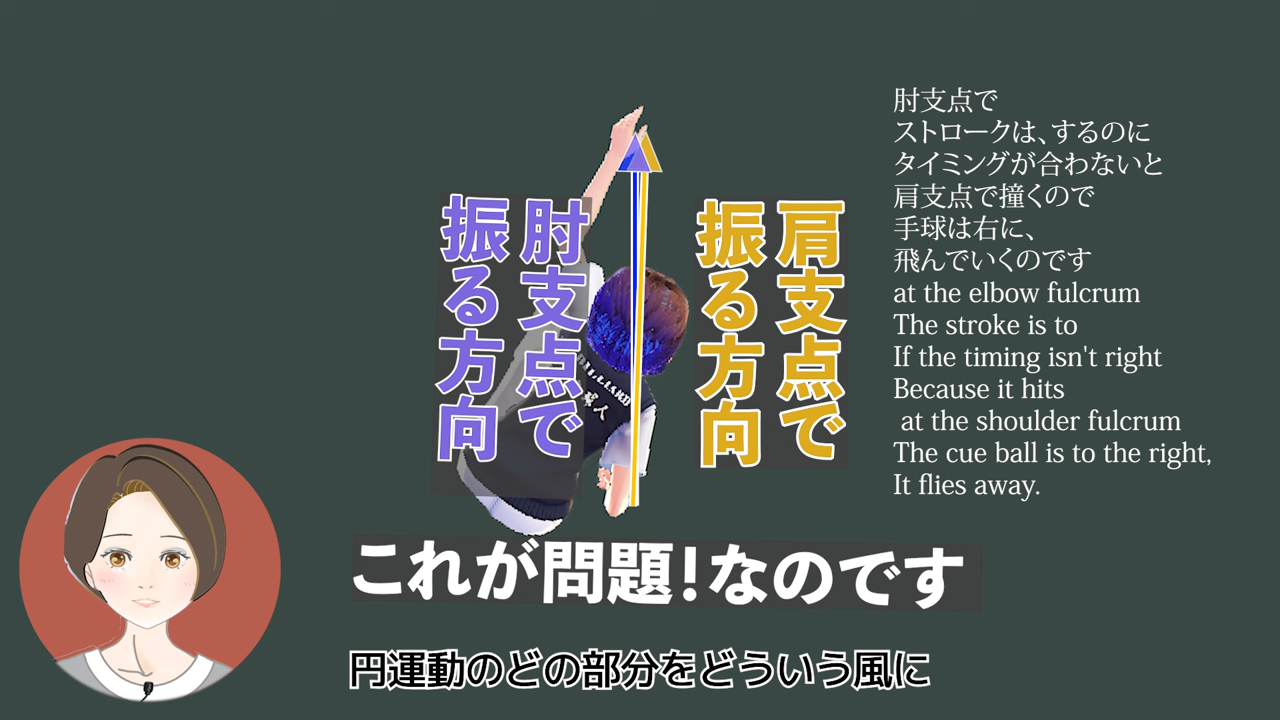 肘支点で
振る方向
肩支点で
振る方向
肘支点で
ストロークは、するのに
タイミングが合わないと
肩支点で撞くので
手球は右に、
飛んでいくのです
at the elbow fulcrum
The stroke is to
If the timing isn't right
Because it hits
at the shoulder fulcrum
The cue ball is to the right,
It flies away.
これが問題!なのです
円運動のどの部分をどういう風に